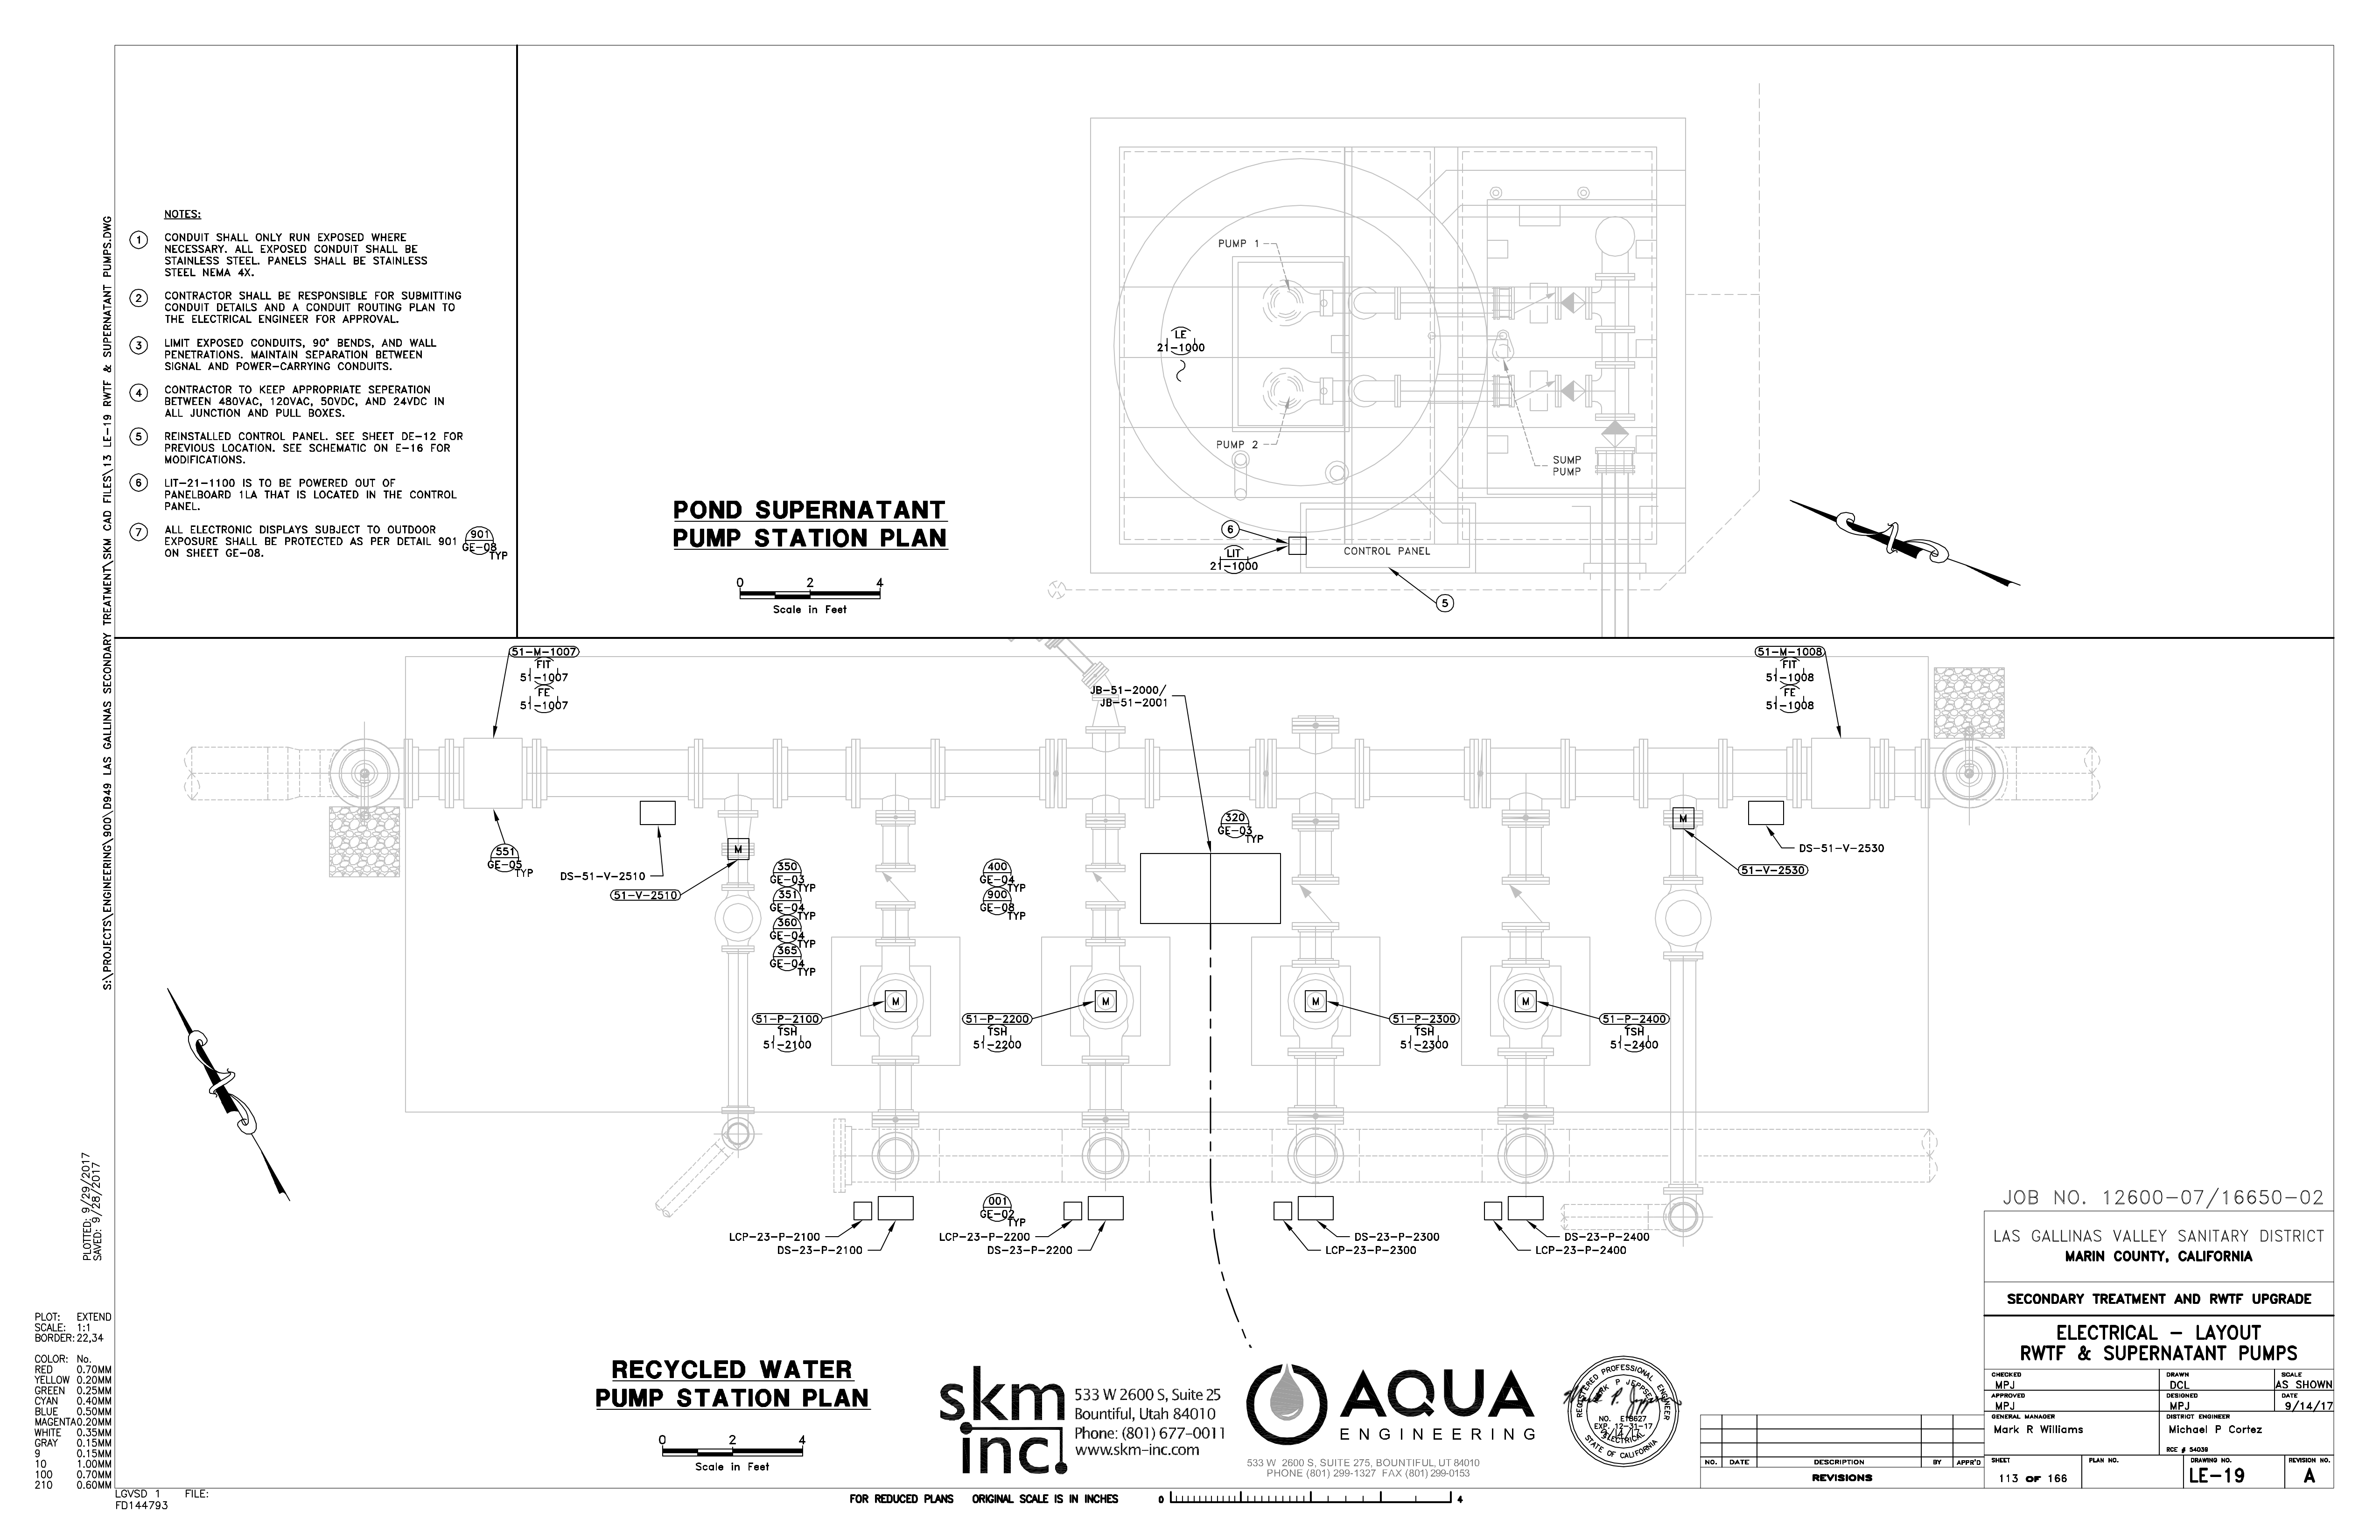 S:\PROJECTS\ENGINEERING\900\D949 LAS GALLINAS SECONDARY TREATMENT\SKM CAD FILES\13 LE-19 RWTF & SUPERNATANT PUMPS.DWG
NOTES:
1 CONDUIT SHALL ONLY RUN EXPOSED WHERE
NECESSARY. ALL EXPOSED CONDUIT SHALL BE
STAINLESS STEEL. PANELS SHALL BE STAINLESS
STEEL NEMA 4X.
2 CONTRACTOR SHALL BE RESPONSIBLE FOR SUBMITTING
CONDUIT DETAILS AND A CONDUIT ROUTING PLAN TO
THE ELECTRICAL ENGINEER FOR APPROVAL.
3 LIMIT EXPOSED CONDUITS, 90° BENDS, AND WALL
PENETRATIONS. MAINTAIN SEPARATION BETWEEN
SIGNAL AND POWER-CARRYING CONDUITS.
4 CONTRACTOR TO KEEP APPROPRIATE SEPERATION
BETWEEN 480VAC, 120VAC, 50VDC, AND 24VDC IN
ALL JUNCTION AND PULL BOXES.
5 REINSTALLED CONTROL PANEL. SEE SHEET DE-12 FOR
PREVIOUS LOCATION. SEE SCHEMATIC ON E-16 FOR
MODIFICATIONS.
6 LIT-21-1100 IS TO BE POWERED OUT OF
PANELBOARD 1LA THAT IS LOCATED IN THE CONTROL
PANEL.
7 ALL ELECTRONIC DISPLAYS SUBJECT TO OUTDOOR
EXPOSURE SHALL BE PROTECTED AS PER DETAIL 901
ON SHEET GE-08.
901
GE-08
TYP
POND SUPERNATANT
PUMP STATION PLAN
0 2 4
Scale in Feet
PUMP 1
LE
21-1000
PUMP 2
SUMP
PUMP
6
LIT
21-1000
CONTROL PANEL
5
51-M-1007
FIT
51-1007
FE
51-1007
JB-51-2000/
JB-51-2001
51-M-1008
FIT
51-1008
FE
51-1008
551
GE-05
TYP
DS-51-V-2510
51-V-2510
M
350
GE-03
TYP
351
GE-04
TYP
360
GE-04
TYP
365
GE-04
TYP
400
GE-04
TYP
900
GE-08
TYP
320
GE-03
TYP
M
DS-51-V-2530
51-V-2530
M
M
M
M
51-P-2100
TSH
51-2100
51-P-2200
TSH
51-2200
51-P-2300
TSH
51-2300
51-P-2400
TSH
51-2400
001
GE-02
TYP
LCP-23-P-2100
DS-23-P-2100
LCP-23-P-2200
DS-23-P-2200
DS-23-P-2300
LCP-23-P-2300
DS-23-P-2400
LCP-23-P-2400
RECYCLED WATER
PUMP STATION PLAN
0 2 4
Scale in Feet
skm
inc.
533 W 2600 S, Suite 25
Bountiful, Utah 84010
Phone: (801) 677-0011
www.skm-inc.com
AQUA
ENGINEERING
533 W 2600 S, SUITE 275, BOUNTIFUL, UT 84010
PHONE (801) 299-1327 FAX (801) 299-0153
REGISTERED PROFESSIONAL ENGINEER
MARK P JEPPSEN
NO. E18627
EXP. 12-31-17
9/14/17
ELECTRICAL
STATE OF CALIFORNIA
PLOTTED: 9/29/2017
SAVED: 9/28/2017
PLOT: EXTEND
SCALE: 1:1
BORDER: 22,34
COLOR: No.
RED 0.70MM
YELLOW 0.20MM
GREEN 0.25MM
CYAN 0.40MM
BLUE 0.50MM
MAGENTA 0.20MM
WHITE 0.35MM
GRAY 0.15MM
9 0.15MM
10 1.00MM
100 0.70MM
210 0.60MM
LGVSD 1 FILE:
FD144793
FOR REDUCED PLANS ORIGINAL SCALE IS IN INCHES 0 4
NO. DATE DESCRIPTION BY APPR'D
REVISIONS
JOB NO. 12600-07/16650-02
LAS GALLINAS VALLEY SANITARY DISTRICT
MARIN COUNTY, CALIFORNIA
SECONDARY TREATMENT AND RWTF UPGRADE
ELECTRICAL - LAYOUT
RWTF & SUPERNATANT PUMPS
CHECKED DRAWN SCALE
MPJ DCL AS SHOWN
APPROVED DESIGNED DATE
MPJ MPJ 9/14/17
GENERAL MANAGER DISTRICT ENGINEER
Mark R Williams Michael P Cortez
RCE # 54038
SHEET PLAN NO. DRAWING NO. REVISION NO.
113 OF 166 LE-19 A